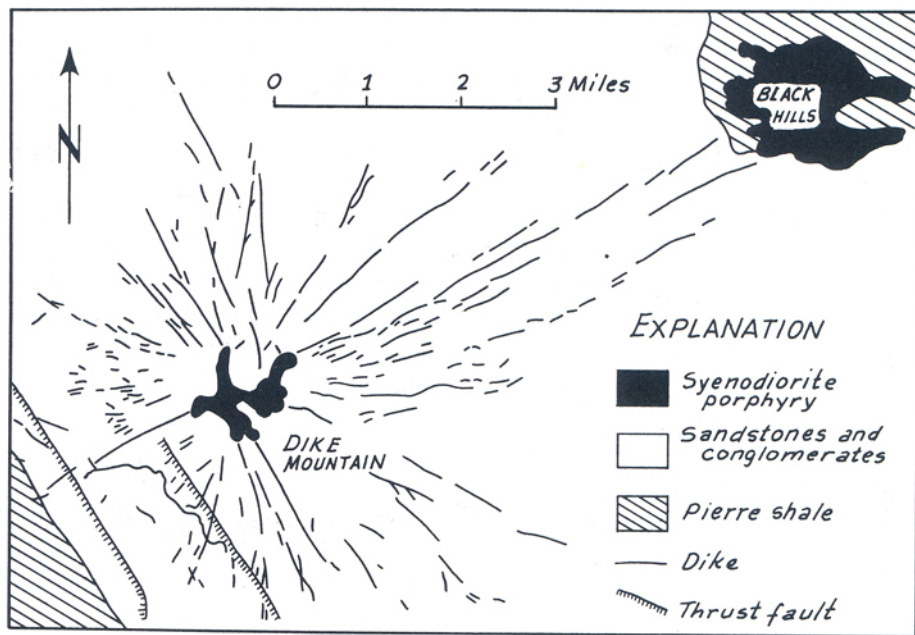 N
0 1 2 3 Miles
BLACK
HILLS
DIKE
MOUNTAIN
EXPLANATION
Syenodiorite
porphyry
Sandstones and
conglomerates
Pierre shale
Dike
Thrust fault